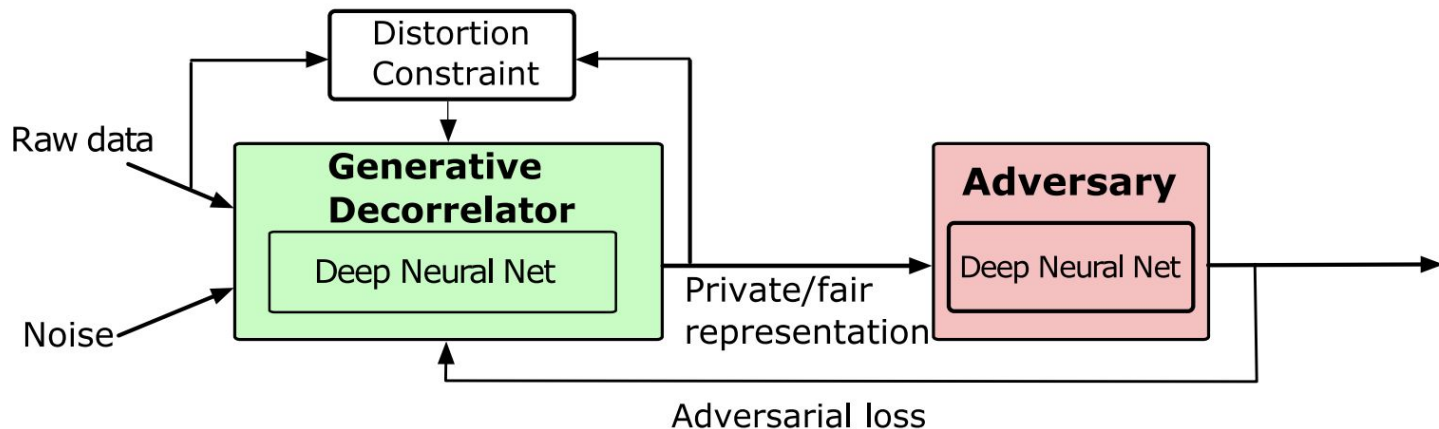 Distortion
Constraint
Raw data
Generative
Decorrelator
Deep Neural Net
Noise
Private/fair
representation
Adversary
Deep Neural Net
Adversarial loss